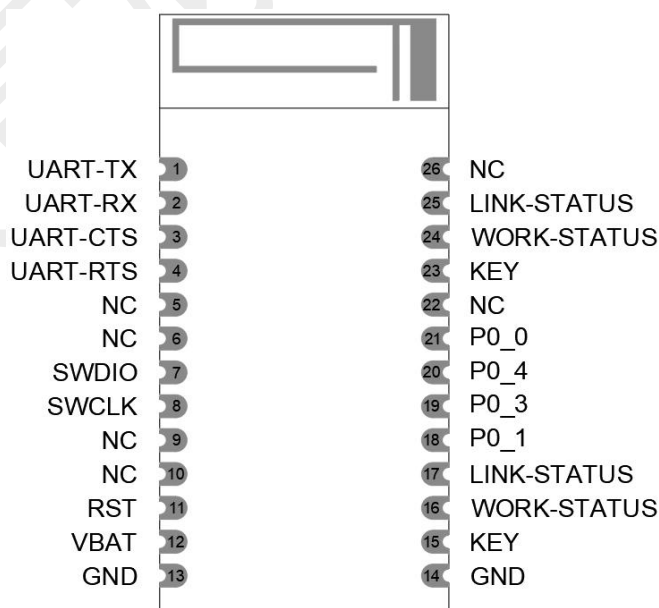 UART-TX 1 26 NC
UART-RX 2 25 LINK-STATUS
UART-CTS 3 24 WORK-STATUS
UART-RTS 4 23 KEY
NC 5 22 NC
NC 6 21 P0_0
SWDIO 7 20 P0_4
SWCLK 8 19 P0_3
NC 9 18 P0_1
NC 10 17 LINK-STATUS
RST 11 16 WORK-STATUS
VBAT 12 15 KEY
GND 13 14 GND